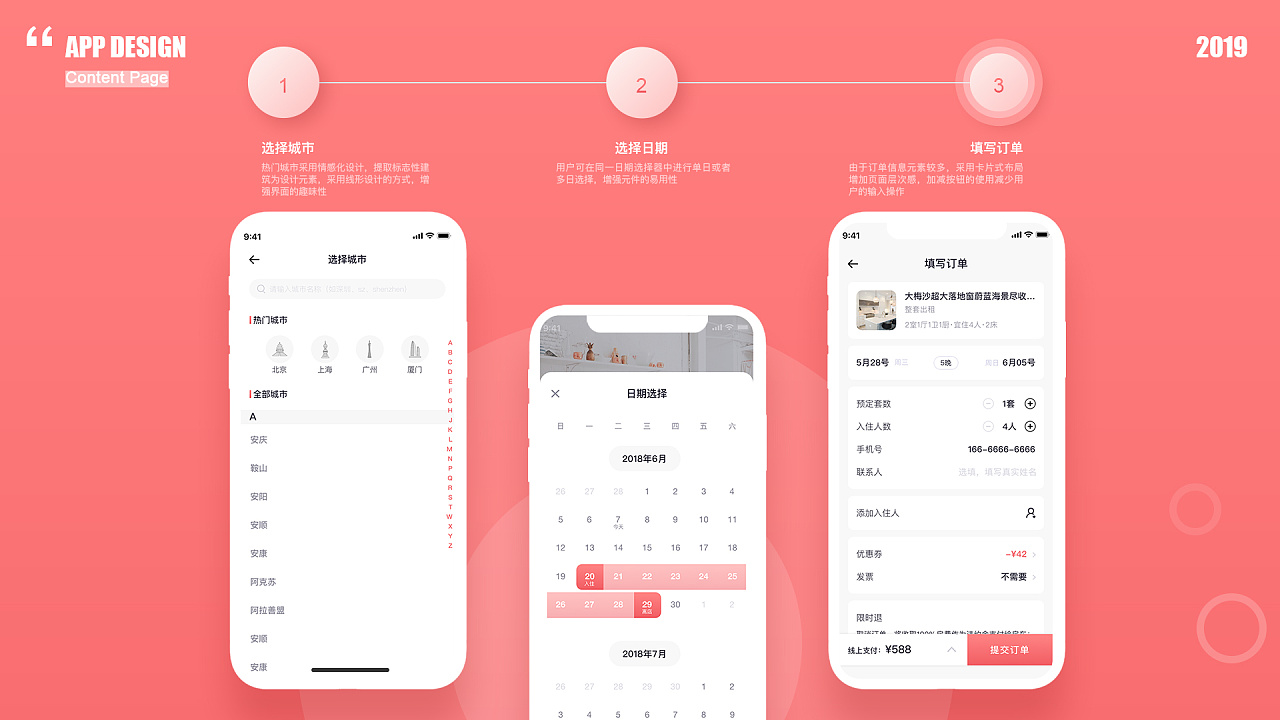 “ APP DESIGN
Content Page
2019
1
2
3
选择城市
热门城市采用情感化设计，提取标志性建
筑为设计元素，采用线形设计的方式，增
强界面的趣味性
选择日期
用户可在同一日期选择器中进行单日或者
多日选择，增强元件的易用性
填写订单
由于订单信息元素较多，采用卡片式布局
增加页面层次感，加减按钮的使用减少用
户的输入操作
9:41
选择城市
请输入城市名称（如深圳、sz、shenzhen）
热门城市
北京 上海 广州 厦门
全部城市
A
安庆
鞍山
安阳
安顺
安康
阿克苏
阿拉善盟
安顺
安康
A
B
C
D
E
F
G
H
J
K
L
M
N
P
Q
R
S
T
W
X
Y
Z
9:41
日期选择
日 一 二 三 四 五 六
2018年6月
26 27 28 1 2 3 4
5 6 7 8 9 10 11
今天
12 13 14 15 16 17 18
19 20 21 22 23 24 25
入住
26 27 28 29 30 1 2
离店
2018年7月
26 27 28 29 30 1 2
3 4 5 6 7 8 9
9:41
填写订单
大梅沙超大落地窗蔚蓝海景尽收...
整套出租
2室1厅1卫1厨·宜住4人·2床
5月28号 周三 5晚 周日 6月05号
预定套数 1套
入住人数 4人
手机号 166-6666-6666
联系人 选填，填写真实姓名
添加入住人
优惠券 -¥42
发票 不需要
限时退
线上支付: ¥588
提交订单